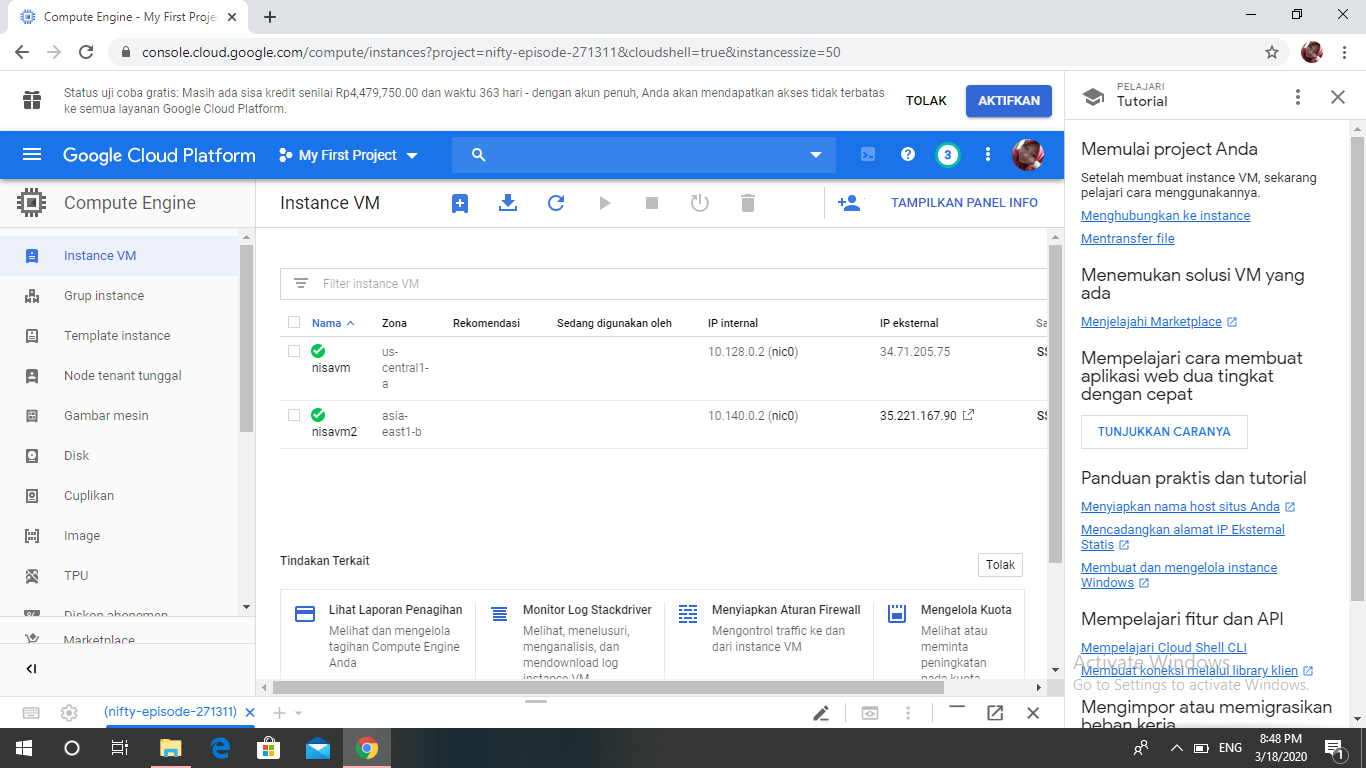 Compute Engine - My First Proje
console.cloud.google.com/compute/instances?project=nifty-episode-271311&cloudshell=true&instancessize=50
Status uji coba gratis: Masih ada sisa kredit senilai Rp4,479,750.00 dan waktu 363 hari - dengan akun penuh, Anda akan mendapatkan akses tidak terbatas
ke semua layanan Google Cloud Platform.
TOLAK
AKTIFKAN
Google Cloud Platform
My First Project
3
Compute Engine
Instance VM
Grup instance
Template instance
Node tenant tunggal
Gambar mesin
Disk
Cuplikan
Image
TPU
Diskon abonemen
Marketplace
Instance VM
TAMPILKAN PANEL INFO
Filter instance VM
Nama Zona Rekomendasi Sedang digunakan oleh IP internal IP eksternal Sa
nisavm us-central1-a 10.128.0.2 (nic0) 34.71.205.75 SS
nisavm2 asia-east1-b 10.140.0.2 (nic0) 35.221.167.90 SS
Tindakan Terkait
Tolak
Lihat Laporan Penagihan
Melihat dan mengelola
tagihan Compute Engine
Anda
Monitor Log Stackdriver
Melihat, menelusuri,
menganalisis, dan
mendownload log
instance VM
Menyiapkan Aturan Firewall
Mengontrol traffic ke dan
dari instance VM
Mengelola Kuota
Melihat atau
meminta
peningkatan
pada kuota
(nifty-episode-271311)
PELAJARI
Tutorial
Memulai project Anda
Setelah membuat instance VM, sekarang
pelajari cara menggunakannya.
Menghubungkan ke instance
Mentransfer file
Menemukan solusi VM yang
ada
Menjelajahi Marketplace
Mempelajari cara membuat
aplikasi web dua tingkat
dengan cepat
TUNJUKKAN CARANYA
Panduan praktis dan tutorial
Menyiapkan nama host situs Anda
Mencadangkan alamat IP Eksternal
Statis
Membuat dan mengelola instance
Windows
Mempelajari fitur dan API
Mempelajari Cloud Shell CLI
Membuat koneksi melalui library klien
Mengimpor atau memigrasikan
beban kerja
Activate Windows
Go to Settings to activate Windows.
ENG
8:48 PM
3/18/2020
1